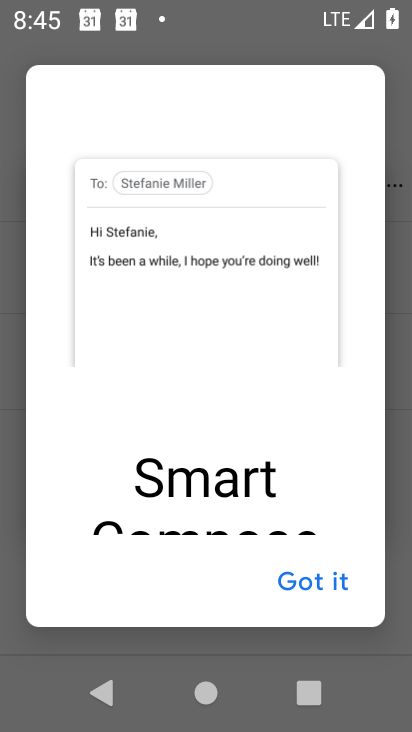 8:45 31 31 LTE
To: Stefanie Miller
Hi Stefanie,
It's been a while, I hope you're doing well!
Smart
Compose
Got it